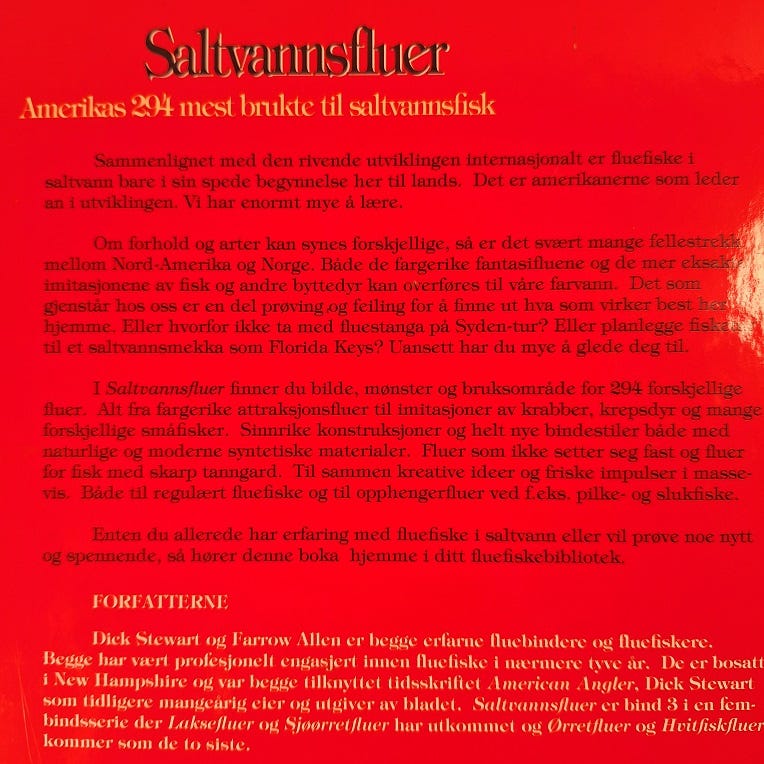 Saltvannsfluer
Amerikas 294 mest brukte til saltvannsfisk
Sammenlignet med den rivende utviklingen internasjonalt er fluefiske i
saltvann bare i sin spede begynnelse her til lands. Det er amerikanerne som leder
an i utviklingen. Vi har enormt mye å lære.
Om forhold og arter kan synes forskjellige, så er det svært mange fellestrekk
mellom Nord-Amerika og Norge. Både de fargerike fantasifluene og de mer eksakte
imitasjonene av fisk og andre byttedyr kan overføres til våre farvann. Det som
gjenstår hos oss er en del prøving og feiling for å finne ut hva som virker best her
hjemme. Eller hvorfor ikke ta med fluestanga på Syden-tur? Eller planlegge
til et saltvannsmekka som Florida Keys? Uansett har du mye å glede deg til.
I Saltvannsfluer finner du bilde, mønster og bruksområde for 294 forskjellige
fluer. Alt fra fargerike attraksjonsfluer til imitasjoner av krabber, krepsdyr og mange
forskjellige småfisker. Sinnrike konstruksjoner og helt nye bindestiler både med
naturlige og moderne syntetiske materialer. Fluer som ikke setter seg fast og fluer
for fisk med skarp tanngard. Til sammen kreative ideer og friske impulser i masse-
vis. Både til regulært fluefiske og til opphengerfluer ved f.eks. pilke- og slukfiske.
Enten du allerede har erfaring med fluefiske i saltvann eller vil prøve noe nytt
og spennende, så hører denne boka hjemme i ditt fluefiskebibliotek.
FORFATTERNE
Dick Stewart og Farrow Allen er begge erfarne fluebindere og fluefiskere.
Begge har vært profesjonelt engasjert innen fluefiske i nærmere tyve år. De er bosatt
i New Hampshire og var begge tilknyttet tidsskriftet American Angler, Dick Stewart
som tidligere mangeårig eier og utgiver av bladet. Saltvannsfluer er bind 3 i en fem-
bindsserie der Laksefluer og Sjøørretfluer har utkommet og Ørretfluer og Hvitfiskfluer
kommer som de to siste.